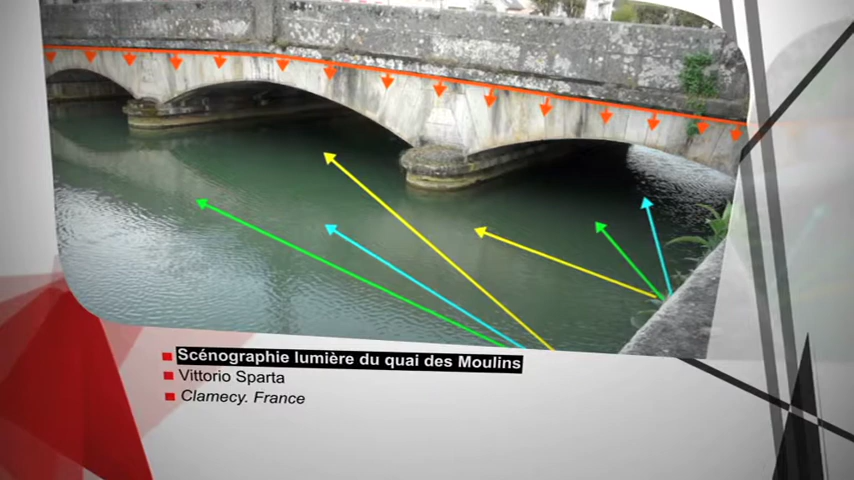 Scénographie lumière du quai des Moulins
Vittorio Sparta
Clamecy. France